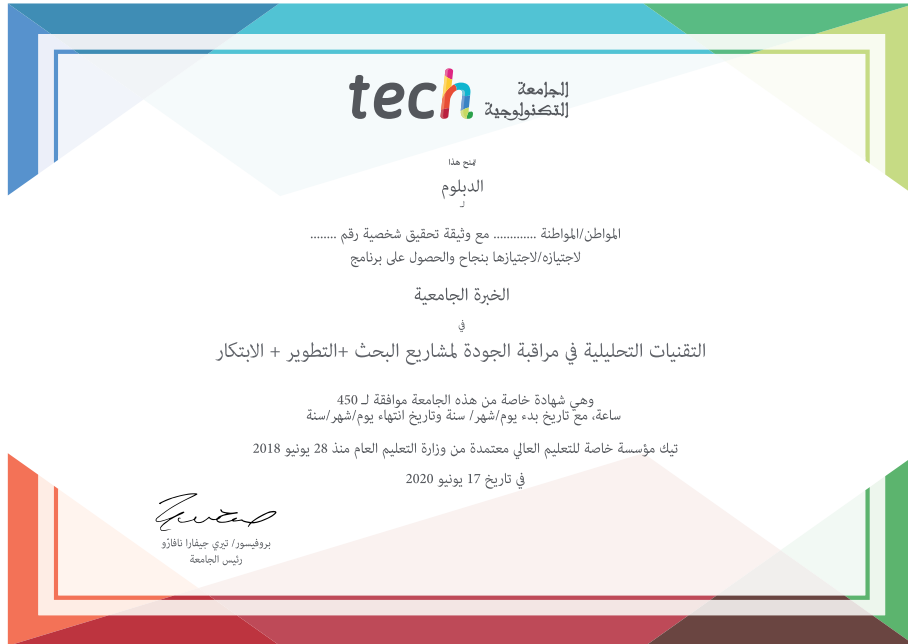 tech الجامعة
التكنولوجية
يمنح هذا
الدبلوم
لـ
المواطن/المواطنة ............. مع وثيقة تحقيق شخصية رقم ........
لاجتيازه/لاجتيازها بنجاح والحصول على برنامج
الخبرة الجامعية
في
التقنيات التحليلية في مراقبة الجودة لمشاريع البحث +التطوير + الابتكار
وهي شهادة خاصة من هذه الجامعة موافقة لـ 450
ساعة، مع تاريخ بدء يوم/شهر/ سنة وتاريخ انتهاء يوم/شهر/سنة
تيك مؤسسة خاصة للتعليم العالي معتمدة من وزارة التعليم العام منذ 28 يونيو 2018
في تاريخ 17 يونيو 2020
بروفيسور/ تيري جيفارا نافارّو
رئيس الجامعة